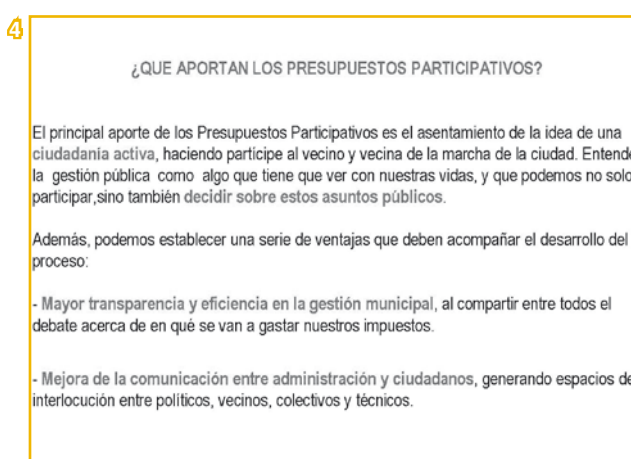 4
¿QUE APORTAN LOS PRESUPUESTOS PARTICIPATIVOS?
El principal aporte de los Presupuestos Participativos es el asentamiento de la idea de una
ciudadanía activa, haciendo partícipe al vecino y vecina de la marcha de la ciudad. Entende
la gestión pública como algo que tiene que ver con nuestras vidas, y que podemos no solo
participar,sino también decidir sobre estos asuntos públicos.
Además, podemos establecer una serie de ventajas que deben acompañar el desarrollo del
proceso:
- Mayor transparencia y eficiencia en la gestión municipal, al compartir entre todos el
debate acerca de en qué se van a gastar nuestros impuestos.
- Mejora de la comunicación entre administración y ciudadanos, generando espacios de
interlocución entre políticos, vecinos, colectivos y técnicos.